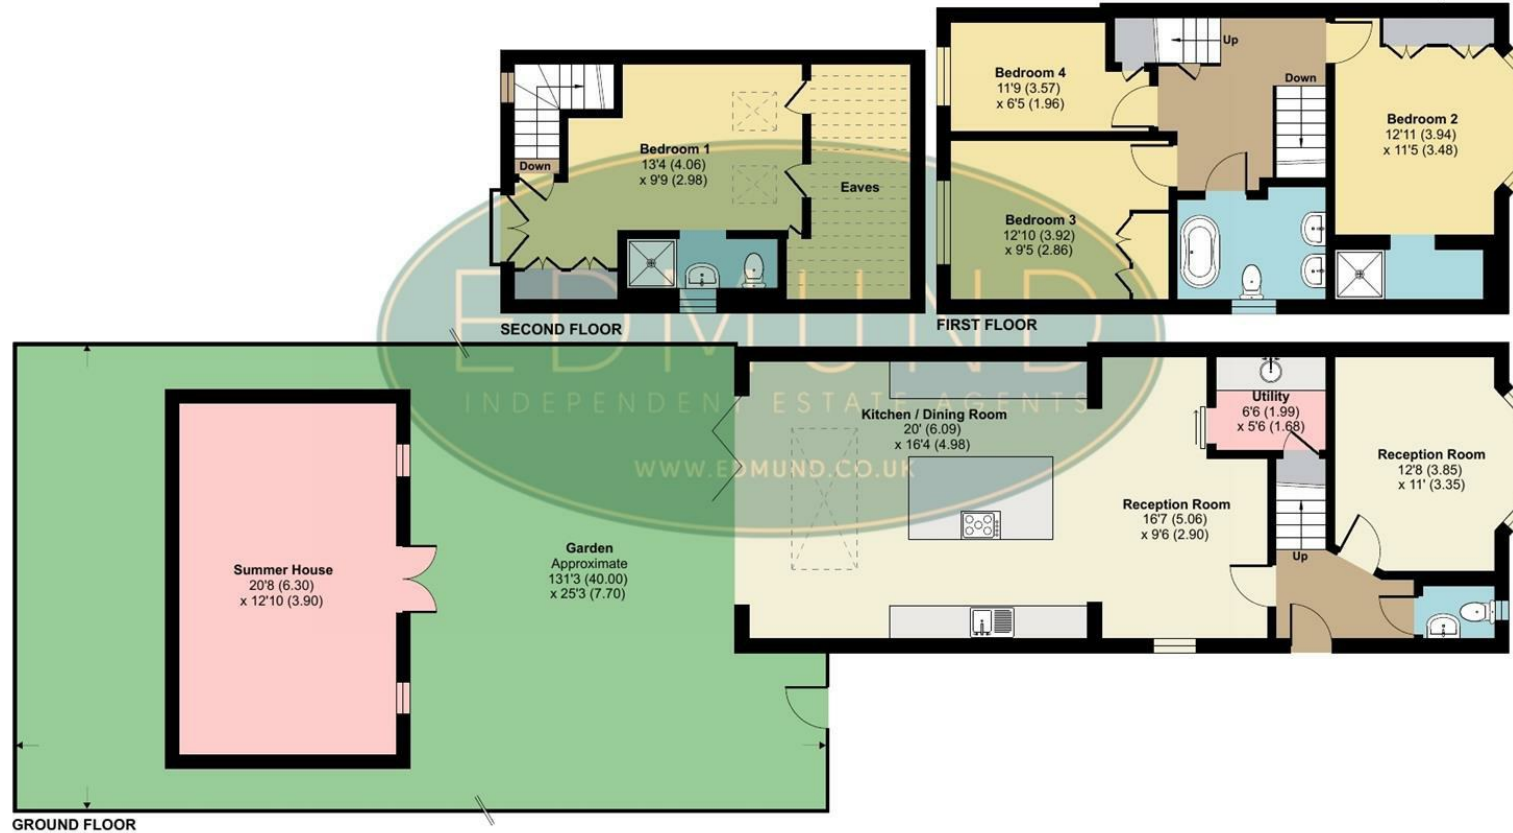 Bedroom 4
11'9 (3.57)
x 6'5 (1.96)
Up
Down
Bedroom 2
12'11 (3.94)
x 11'5 (3.48)
Bedroom 3
12'10 (3.92)
x 9'5 (2.86)
FIRST FLOOR
Down
Bedroom 1
13'4 (4.06)
x 9'9 (2.98)
Eaves
SECOND FLOOR
EDMUND
INDEPENDENT ESTATE AGENTS
WWW.EDMUND.CO.UK
Summer House
20'8 (6.30)
x 12'10 (3.90)
Garden
Approximate
131'3 (40.00)
x 25'3 (7.70)
Kitchen / Dining Room
20' (6.09)
x 16'4 (4.98)
Reception Room
16'7 (5.06)
x 9'6 (2.90)
Utility
6'6 (1.99)
x 5'6 (1.68)
Up
Reception Room
12'8 (3.85)
x 11' (3.35)
GROUND FLOOR